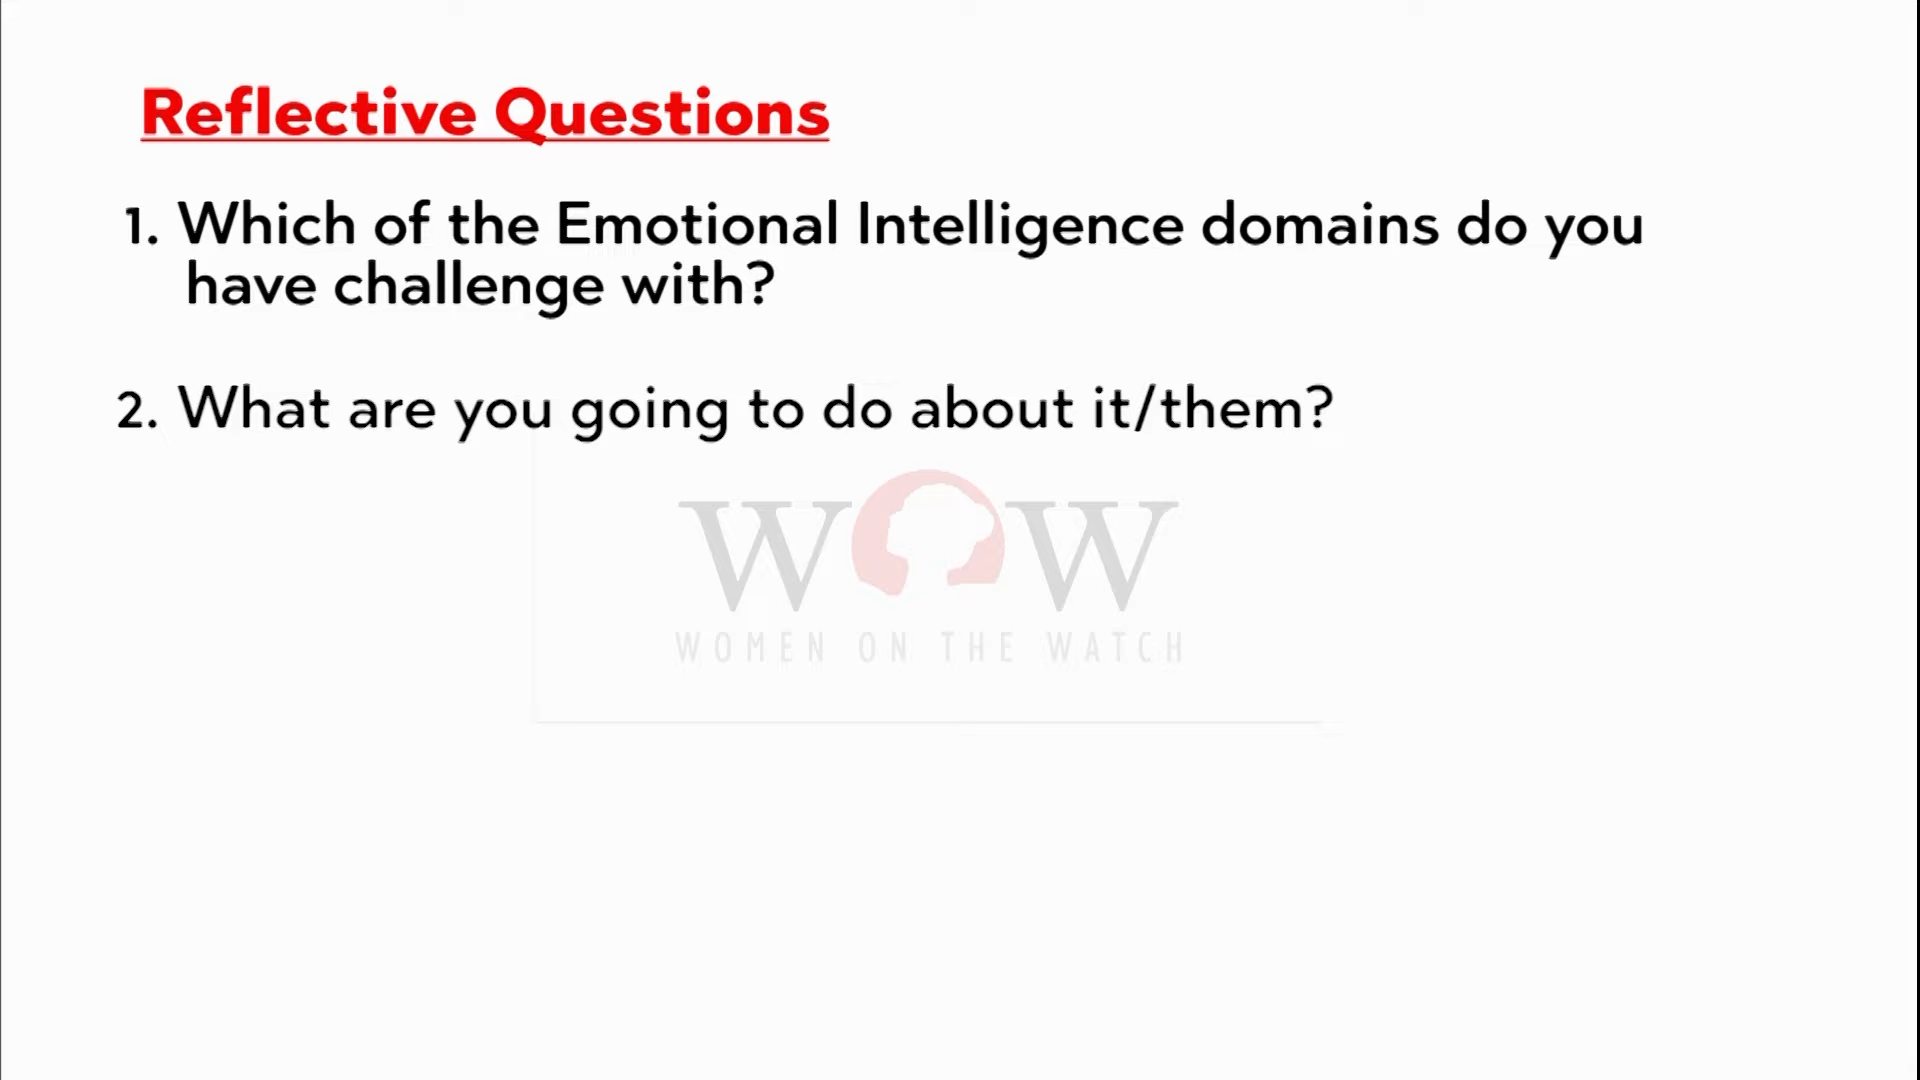 Reflective Questions
1. Which of the Emotional Intelligence domains do you
have challenge with?
2. What are you going to do about it/them?
WOW
WOMEN ON THE WATCH